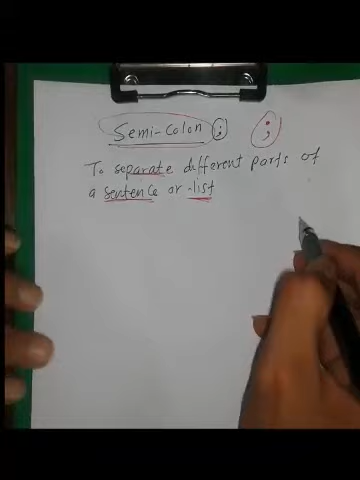 Semi-colon ; ;
To separate different parts of
a sentence or list